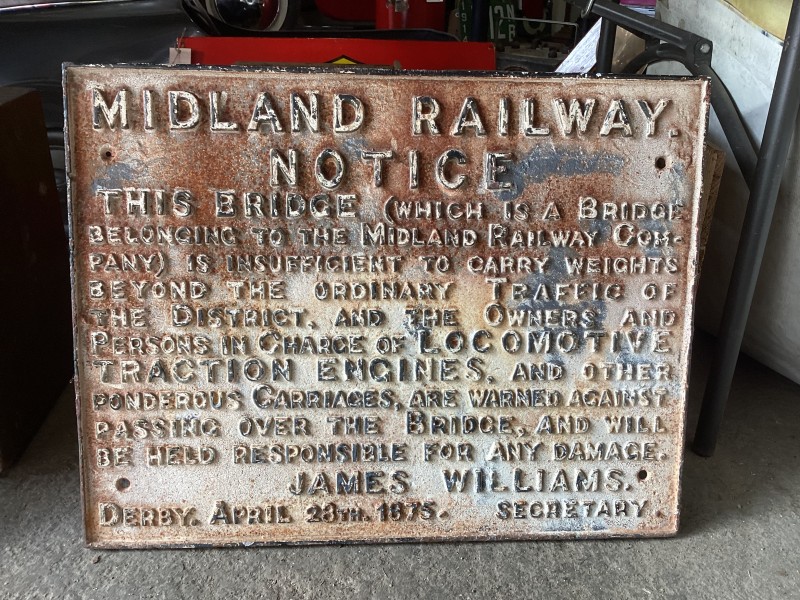 MIDLAND RAILWAY.
NOTICE
THIS BRIDGE (WHICH IS A BRIDGE
BELONGING TO THE MIDLAND RAILWAY COM-
PANY) IS INSUFFICIENT TO CARRY WEIGHTS
BEYOND THE ORDINARY TRAFFIC OF
THE DISTRICT, AND THE OWNERS AND
PERSONS IN CHARGE OF LOCOMOTIVE
TRACTION ENGINES, AND OTHER
PONDEROUS CARRIAGES, ARE WARNED AGAINST
PASSING OVER THE BRIDGE, AND WILL
BE HELD RESPONSIBLE FOR ANY DAMAGE.
JAMES WILLIAMS.
DERBY. APRIL 28TH. 1875. SECRETARY.